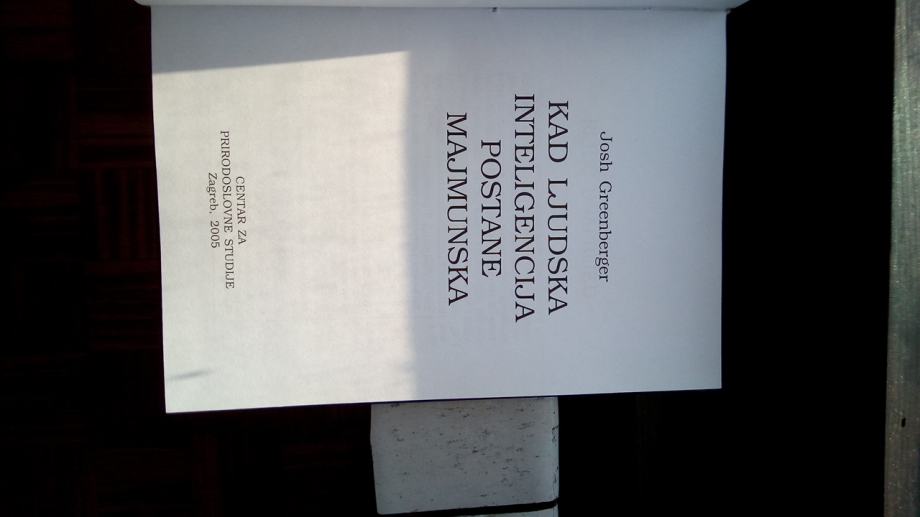 Josh Greenberger
KAD LJUDSKA
INTELIGENCIJA
POSTANE
MAJMUNSKA
CENTAR ZA
PRIRODOSLOVNE STUDIJE
Zagreb, 2005